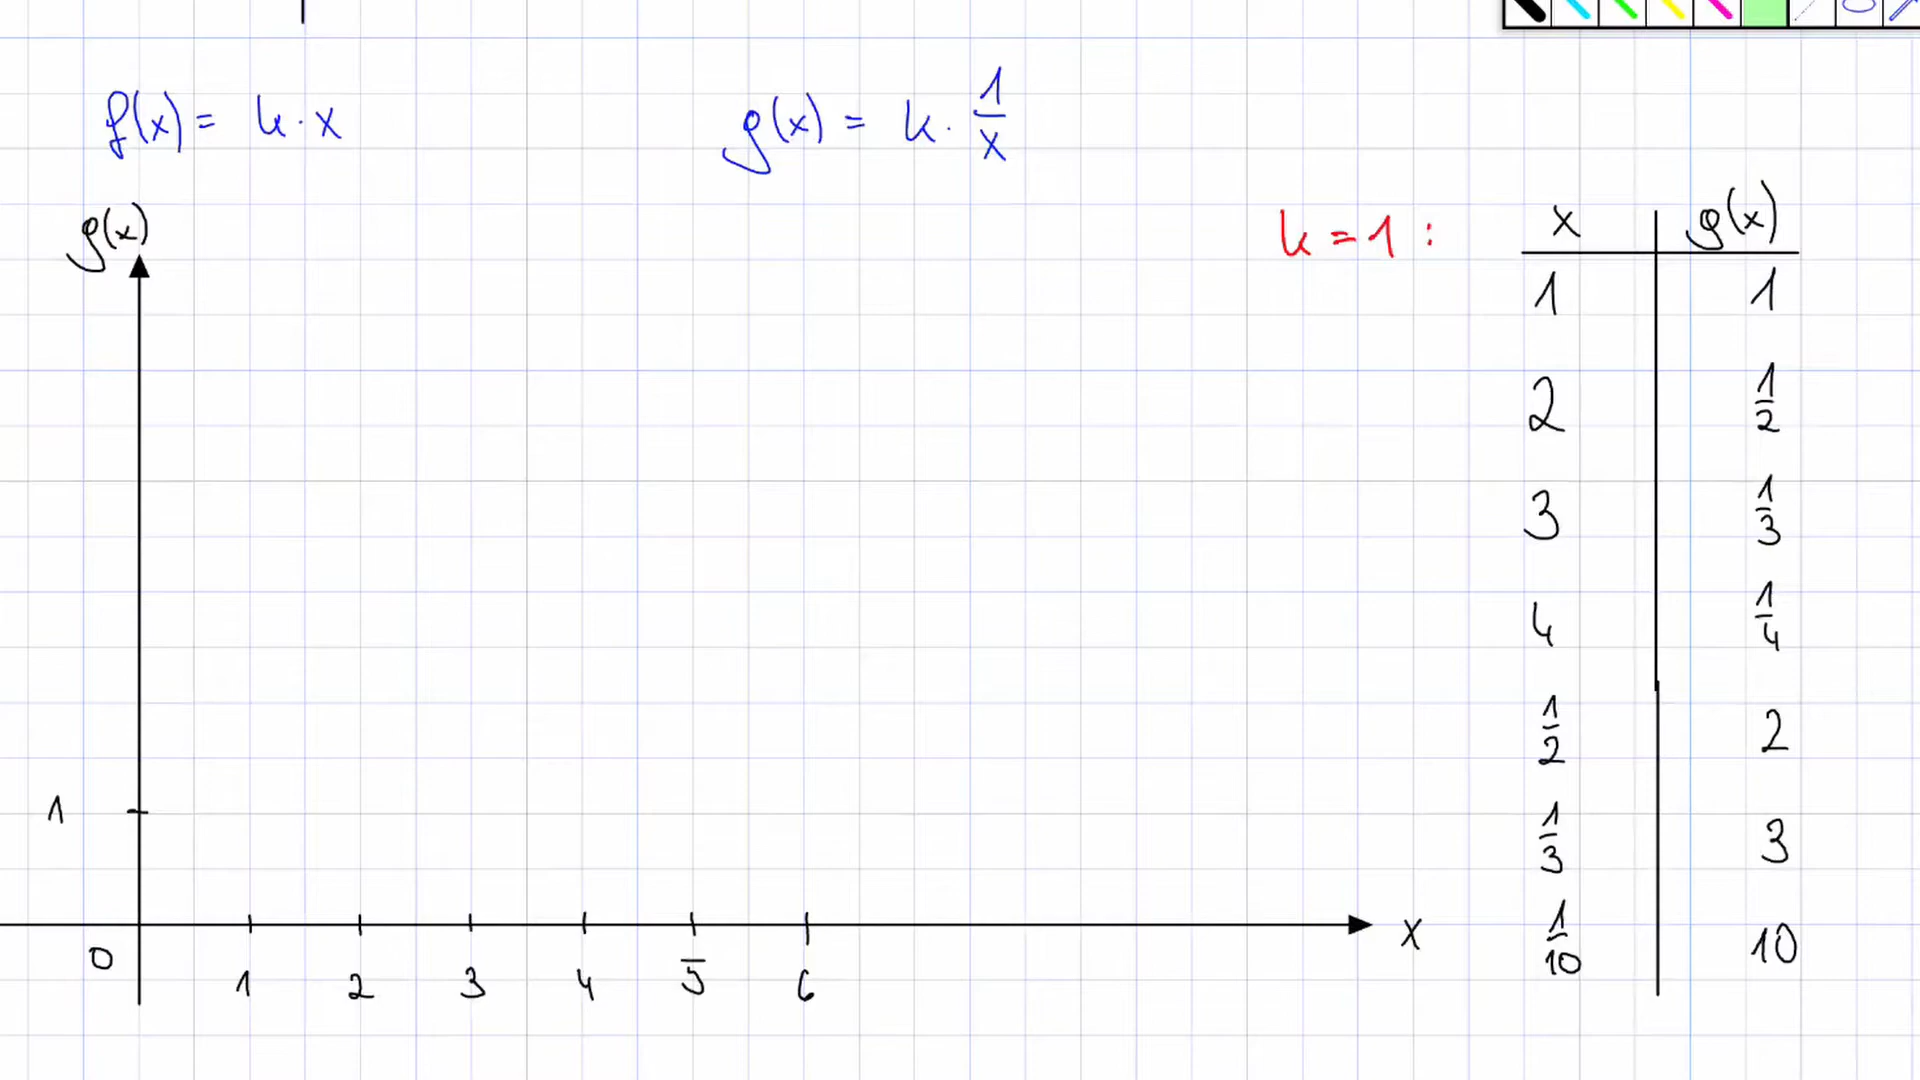 f(x) = k · x
g(x) = k · 1/x
k = 1 :
x g(x)
1 1
2 1/2
3 1/3
4 1/4
1/2 2
1/3 3
1/10 10
g(x)
1
0 1 2 3 4 5 6 x